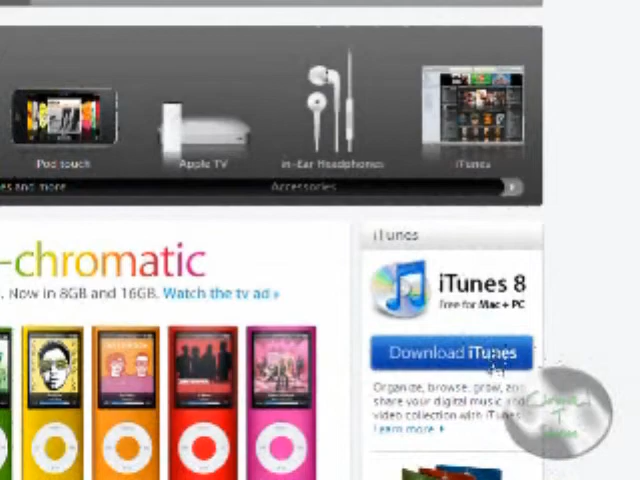 iPod touch
Apple TV
In-Ear Headphones
iTunes
es and more
Accessories
-chromatic
. Now in 8GB and 16GB. Watch the tv ad
iTunes
iTunes 8
Free for Mac + PC
Download iTunes
Organize, browse, grow, and
share your digital music and
video collection with iTunes
Learn more